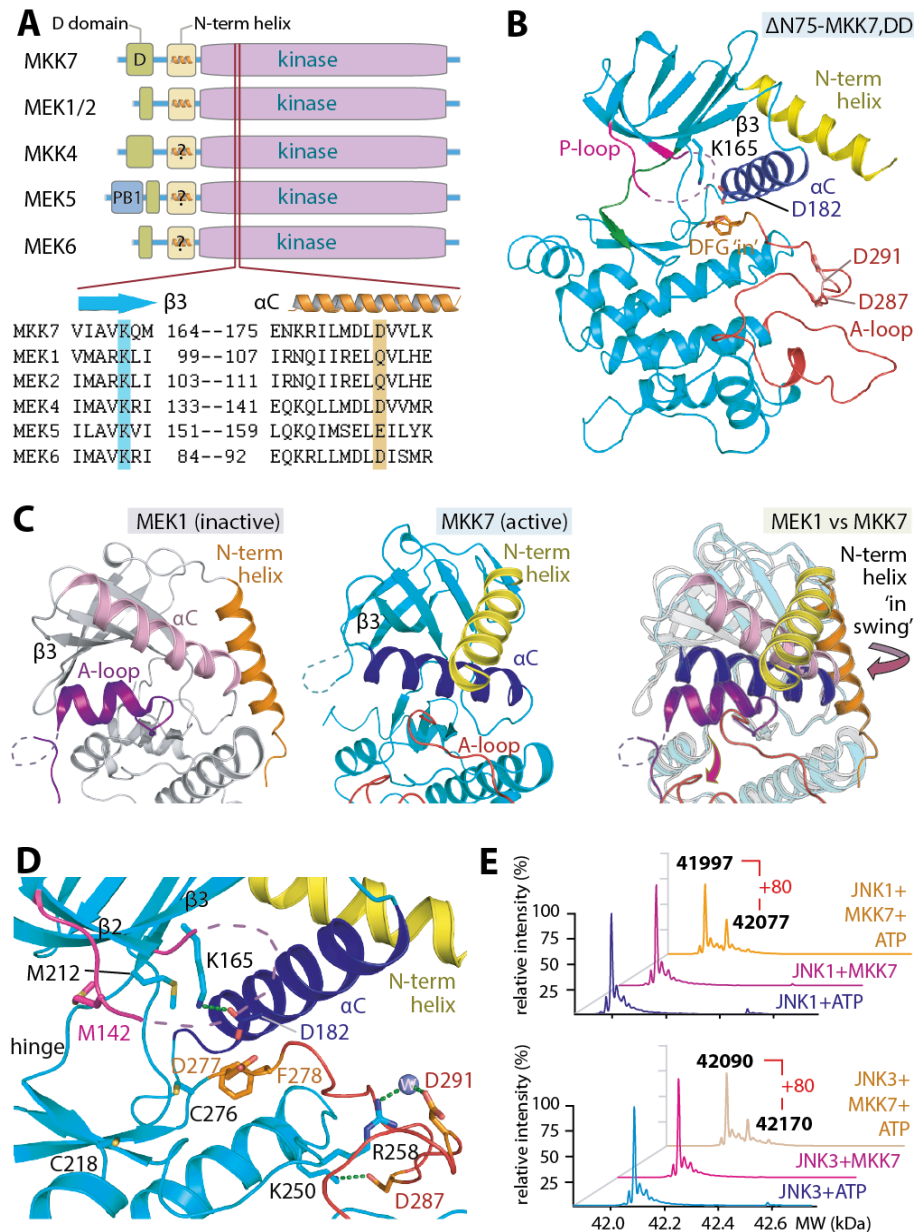 A
D domain
N-term helix
MKK7
D
kinase
MEK1/2
kinase
MKK4
?
kinase
MEK5
PB1
?
kinase
MEK6
?
kinase
β3
αC
MKK7 VIAVKQM 164--175 ENKRILMDLDVVLK
MEK1 VMARKLI 99--107 IRNQIIRELQVLHE
MEK2 IMARKLI 103--111 IRNQIIRELQVLHE
MEK4 IMAVKRI 133--141 EQKQLLMDLDVVMR
MEK5 ILAVKVI 151--159 LQKQIMSELEILYK
MEK6 IMAVKRI 84--92 EQKRLLMDLDISMR
B
ΔN75-MKK7,DD
N-term
helix
β3
K165
P-loop
αC
D182
DFG 'in'
D291
D287
A-loop
C
MEK1 (inactive)
N-term
helix
αC
β3
A-loop
MKK7 (active)
N-term
helix
β3
αC
A-loop
MEK1 vs MKK7
N-term
helix
'in
swing'
D
β3
β2
K165
M212
N-term
helix
αC
M142
D182
hinge
D277
F278
W
D291
C276
R258
C218
K250
D287
E
relative intensity (%)
100
75
50
25
41997
+80
42077
JNK1+
MKK7+
ATP
JNK1+MKK7
JNK1+ATP
relative intensity (%)
100
75
50
25
42090
+80
42170
JNK3+
MKK7+
ATP
JNK3+MKK7
JNK3+ATP
42.0 42.2 42.4 42.6
MW (kDa)